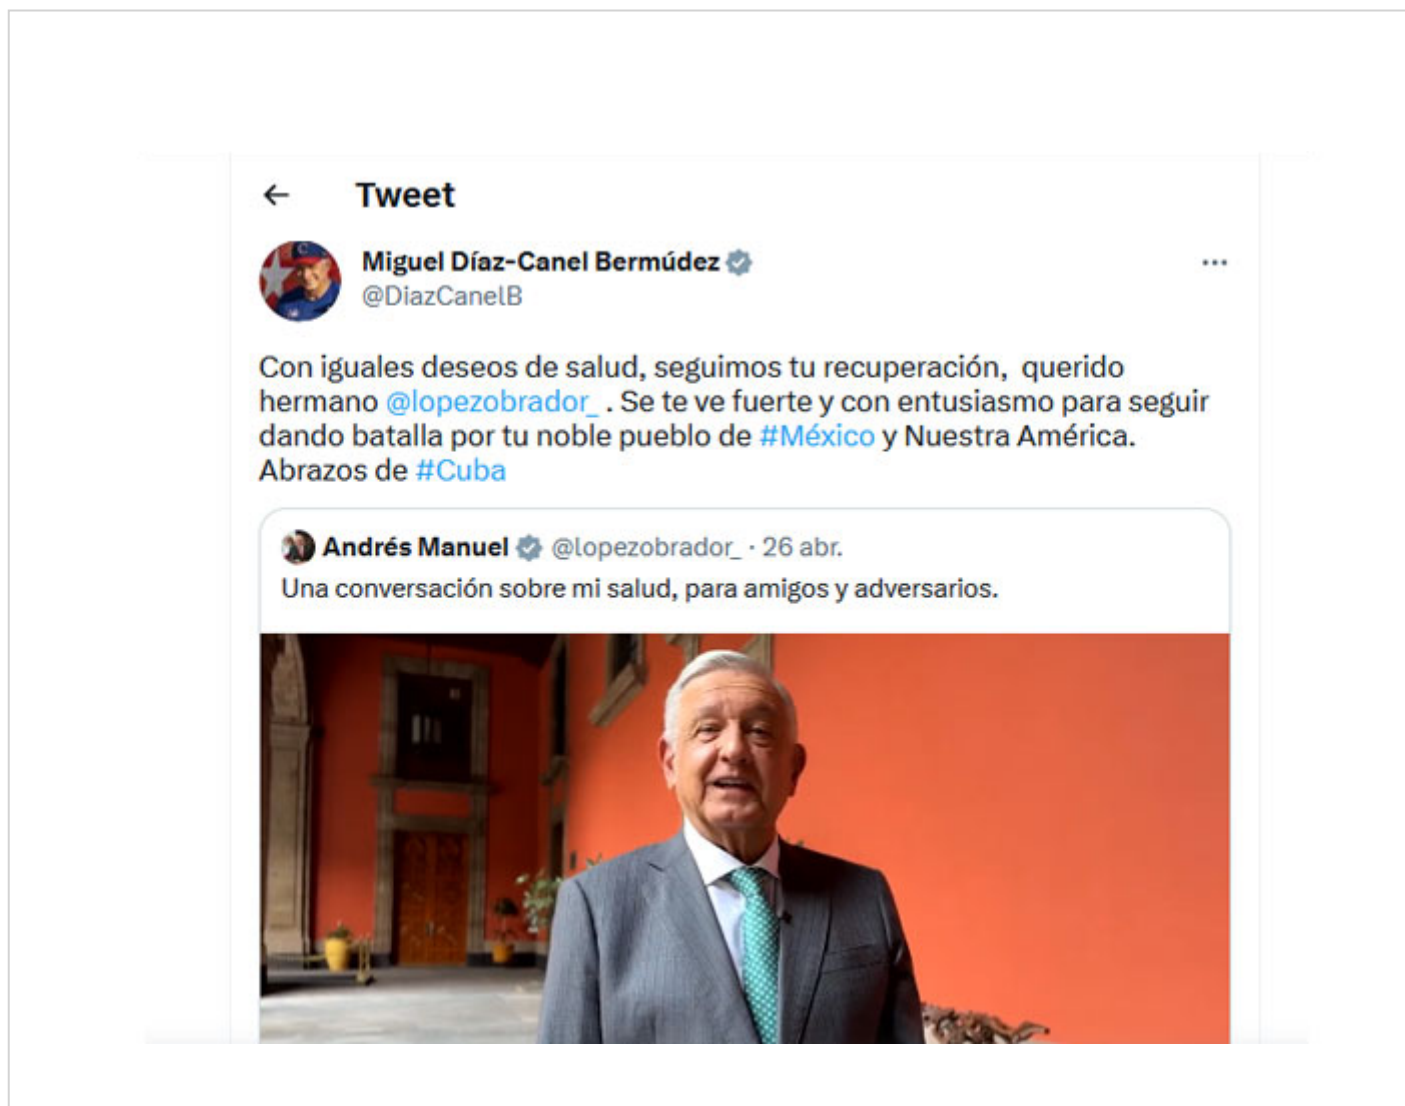 Tweet
Miguel Díaz-Canel Bermúdez
@DiazCanelB
Con iguales deseos de salud, seguimos tu recuperación,  querido
hermano @lopezobrador_ . Se te ve fuerte y con entusiasmo para seguir
dando batalla por tu noble pueblo de #México y Nuestra América.
Abrazos de #Cuba
Andrés Manuel @lopezobrador_ · 26 abr.
Una conversación sobre mi salud, para amigos y adversarios.